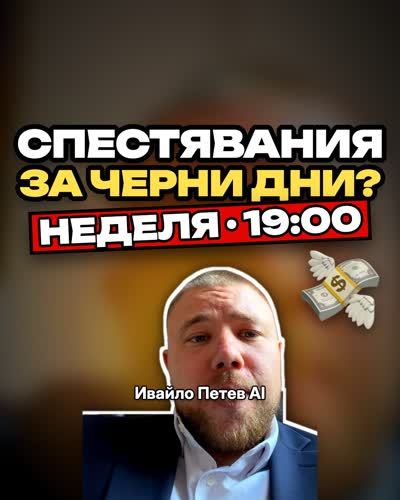 СПЕСТЯВАНИЯ
ЗА ЧЕРНИ ДНИ?
НЕДЕЛЯ • 19:00
$
Ивайло Петев AI